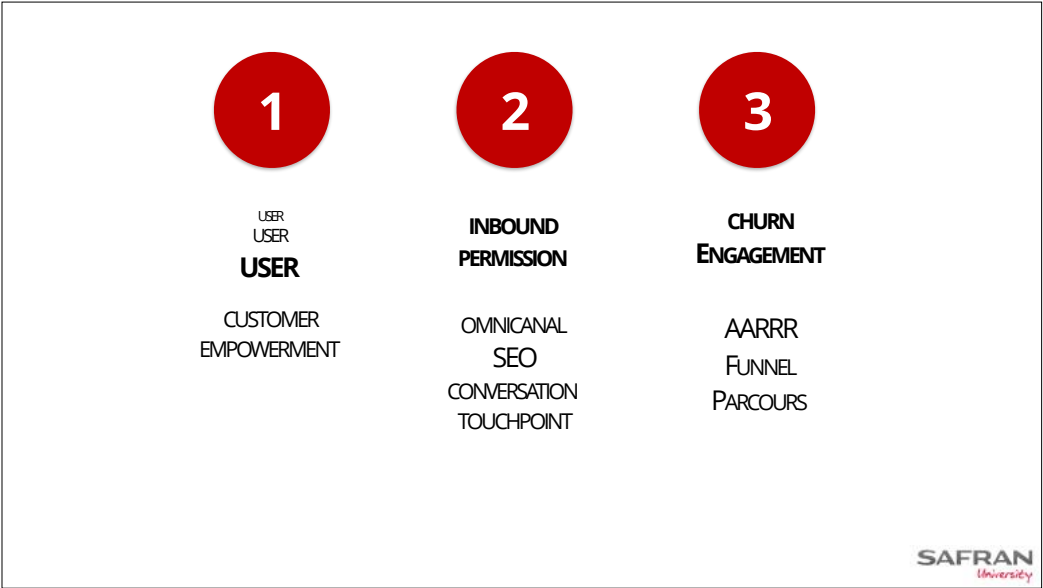 1
USER
USER
USER
CUSTOMER
EMPOWERMENT
2
INBOUND
PERMISSION
OMNICANAL
SEO
CONVERSATION
TOUCHPOINT
3
CHURN
ENGAGEMENT
AARRR
FUNNEL
PARCOURS
SAFRAN
University